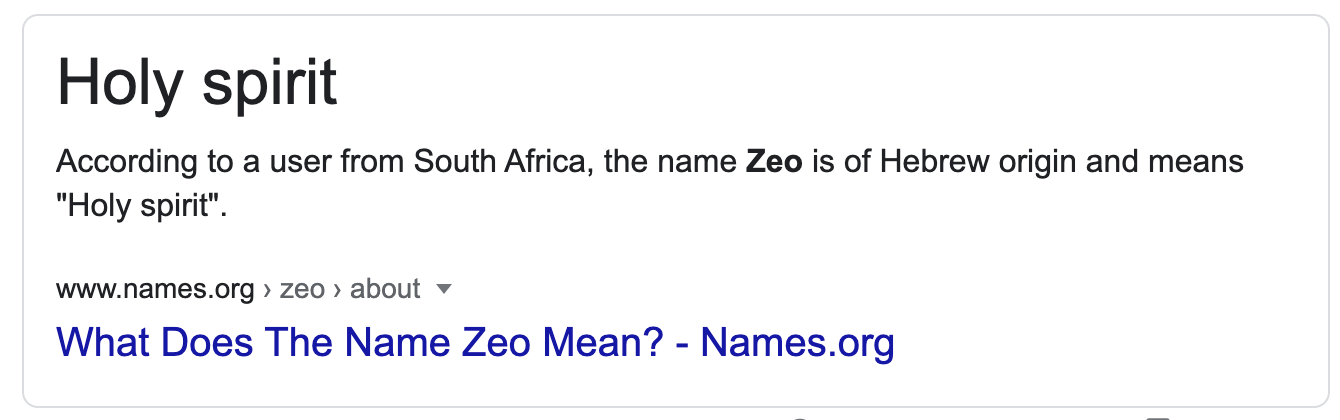 Holy spirit
According to a user from South Africa, the name Zeo is of Hebrew origin and means
"Holy spirit".
www.names.org › zeo › about
What Does The Name Zeo Mean? - Names.org